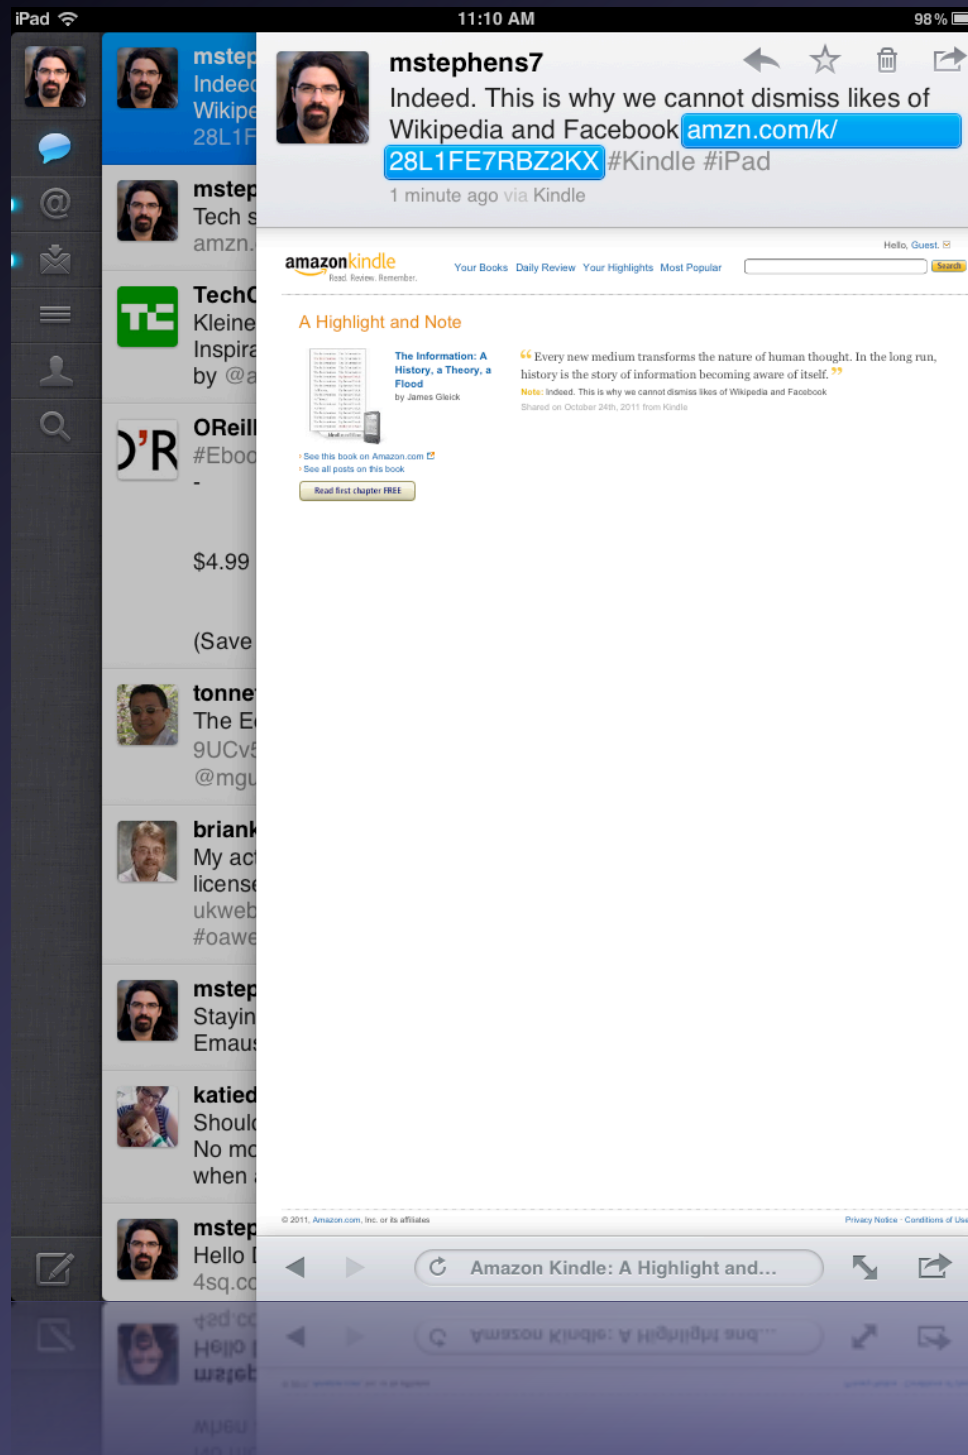 iPad
11:10 AM
98%
mstep
Indeed
Wikipe
28L1F
mstep
Tech s
amzn.
TechC
Kleine
Inspira
by @a
O'R
OReill
#Eboo
-
$4.99
(Save
tonne
The E
9UCv5
@mgu
briank
My act
license
ukweb
#oawe
mstep
Stayin
Emaus
katied
Should
No mo
when a
mstep
Hello D
4sq.co
mstephens7
Indeed. This is why we cannot dismiss likes of
Wikipedia and Facebook amzn.com/k/
28L1FE7RBZ2KX #Kindle #iPad
1 minute ago via Kindle
Hello, Guest.
amazonkindle
Read. Review. Remember.
Your Books Daily Review Your Highlights Most Popular
Search
A Highlight and Note
The Information: A
History, a Theory, a
Flood
by James Gleick
“ Every new medium transforms the nature of human thought. In the long run,
history is the story of information becoming aware of itself. ”
Note: Indeed. This is why we cannot dismiss likes of Wikipedia and Facebook
Shared on October 24th, 2011 from Kindle
› See this book on Amazon.com
› See all posts on this book
Read first chapter FREE
© 2011, Amazon.com, Inc. or its affiliates
Privacy Notice · Conditions of Use
Amazon Kindle: A Highlight and...